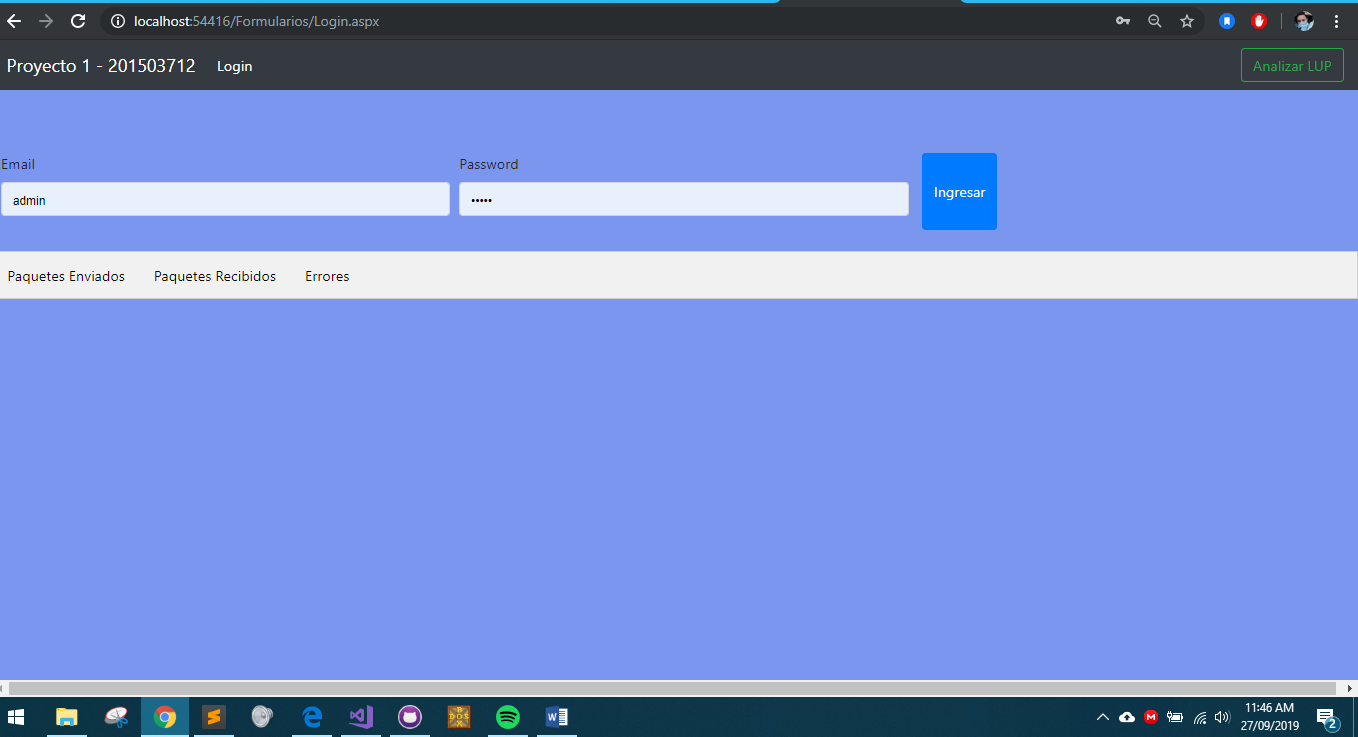 localhost:54416/Formularios/Login.aspx
Proyecto 1 - 201503712 Login Analizar LUP
Email Password
admin ••••• Ingresar
Paquetes Enviados Paquetes Recibidos Errores
11:46 AM
27/09/2019
2